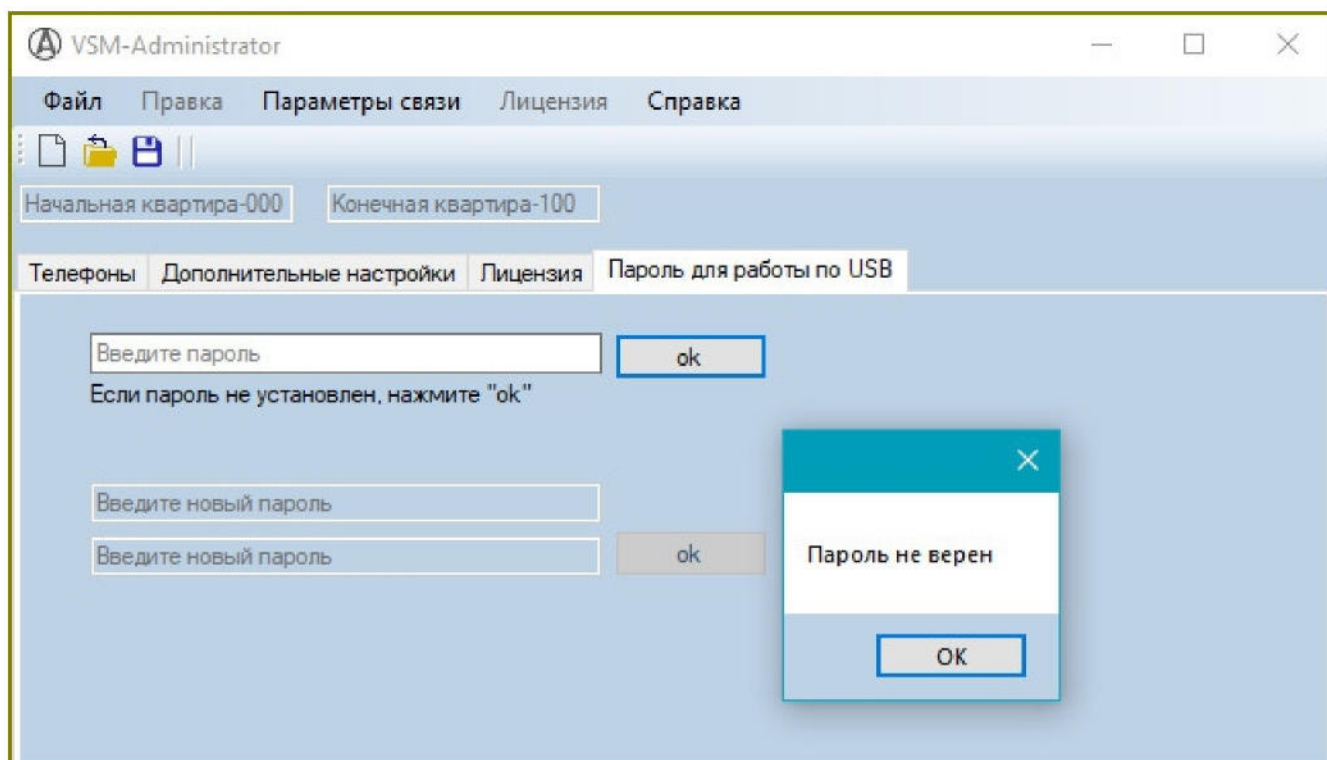 VSM-Administrator
Файл Правка Параметры связи Лицензия Справка
Начальная квартира-000 Конечная квартира-100
Телефоны Дополнительные настройки Лицензия Пароль для работы по USB
Введите пароль ok
Если пароль не установлен, нажмите "ok"
Введите новый пароль
Введите новый пароль ok
Пароль не верен
OK